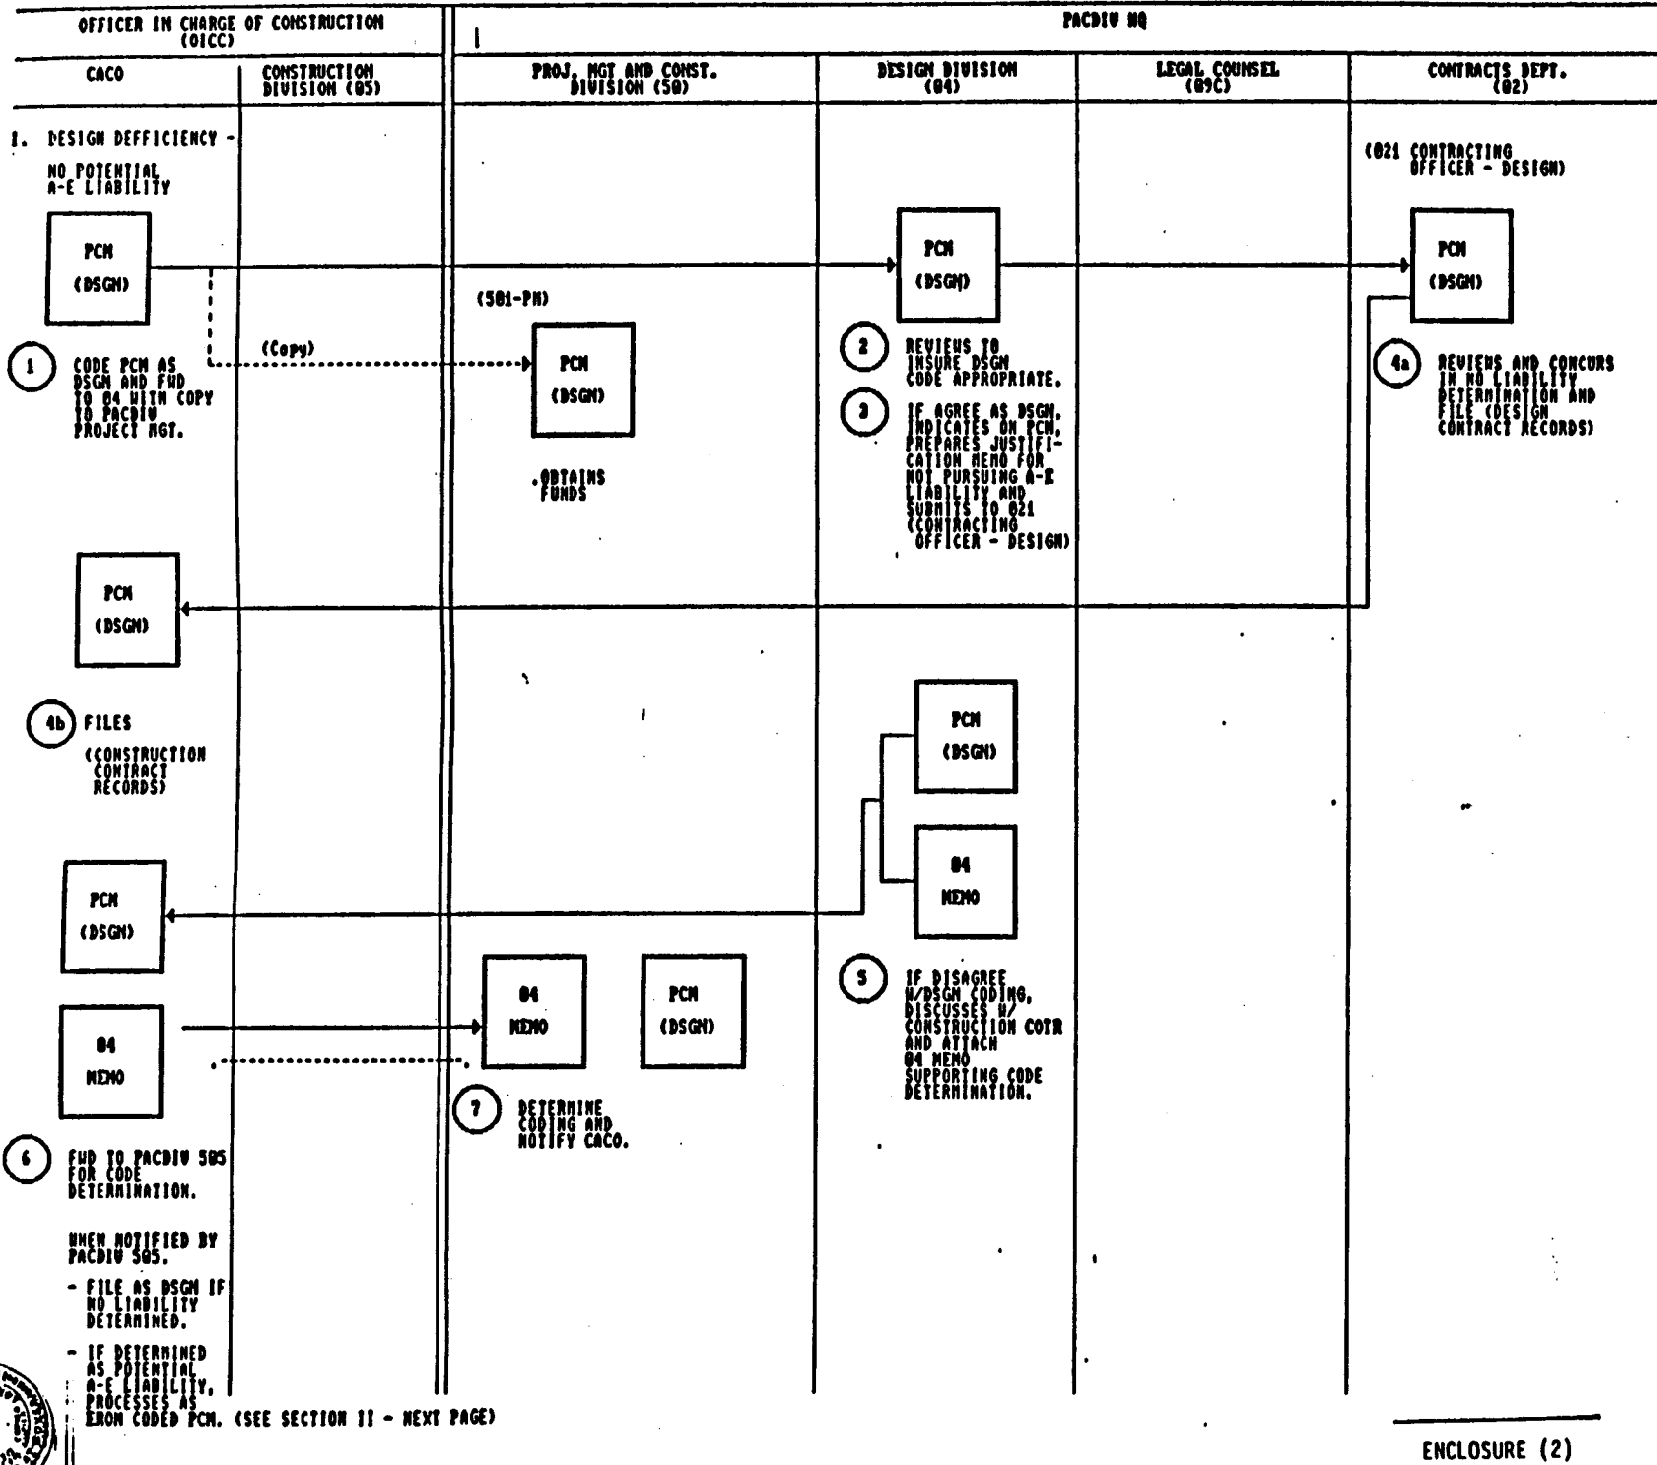 OFFICER IN CHARGE OF CONSTRUCTION
(OICC)
PACDIV HQ
CACO
CONSTRUCTION
DIVISION (05)
PROJ. MGT AND CONST.
DIVISION (50)
DESIGN DIVISION
(04)
LEGAL COUNSEL
(09C)
CONTRACTS DEPT.
(02)
I. DESIGN DEFFICIENCY -
NO POTENTIAL
A-E LIABILITY
(021 CONTRACTING
OFFICER - DESIGN)
PCM
(DSGN)
PCM
(DSGN)
PCM
(DSGN)
(501-PM)
(Copy)
PCM
(DSGN)
1
CODE PCM AS
DSGN AND FWD
TO 04 WITH COPY
TO PACDIV
PROJECT MGT.
.OBTAINS
FUNDS
2
REVIEWS TO
INSURE DSGN
CODE APPROPRIATE.
3
IF AGREE AS DSGN,
INDICATES ON PCM,
PREPARES JUSTIFI-
CATION MEMO FOR
NOT PURSUING A-E
LIABILITY AND
SUBMITS TO 021
(CONTRACTING
OFFICER - DESIGN)
4a
REVIEWS AND CONCURS
IN NO LIABILITY
DETERMINATION AND
FILE (DESIGN
CONTRACT RECORDS)
PCM
(DSGN)
4b
FILES
(CONSTRUCTION
CONTRACT
RECORDS)
PCM
(DSGN)
04
MEMO
PCM
(DSGN)
04
MEMO
04
MEMO
PCM
(DSGN)
5
IF DISAGREE
W/DSGN CODING,
DISCUSSES W/
CONSTRUCTION COTR
AND ATTACH
04 MEMO
SUPPORTING CODE
DETERMINATION.
7
DETERMINE
CODING AND
NOTIFY CACO.
6
FWD TO PACDIV 505
FOR CODE
DETERMINATION.
WHEN NOTIFIED BY
PACDIV 505.
- FILE AS DSGN IF
NO LIABILITY
DETERMINED.
- IF DETERMINED
AS POTENTIAL
A-E LIABILITY,
PROCESSES AS
EROM CODED PCM. (SEE SECTION II - NEXT PAGE)
ENCLOSURE (2)